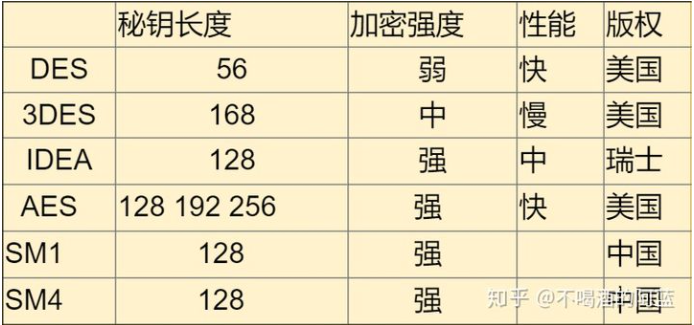 秘钥长度 加密强度 性能 版权
DES 56 弱 快 美国
3DES 168 中 慢 美国
IDEA 128 强 中 瑞士
AES 128 192 256 强 快 美国
SM1 128 强 中国
SM4 128 强 中国
知乎 @不喝酒的阿蓝